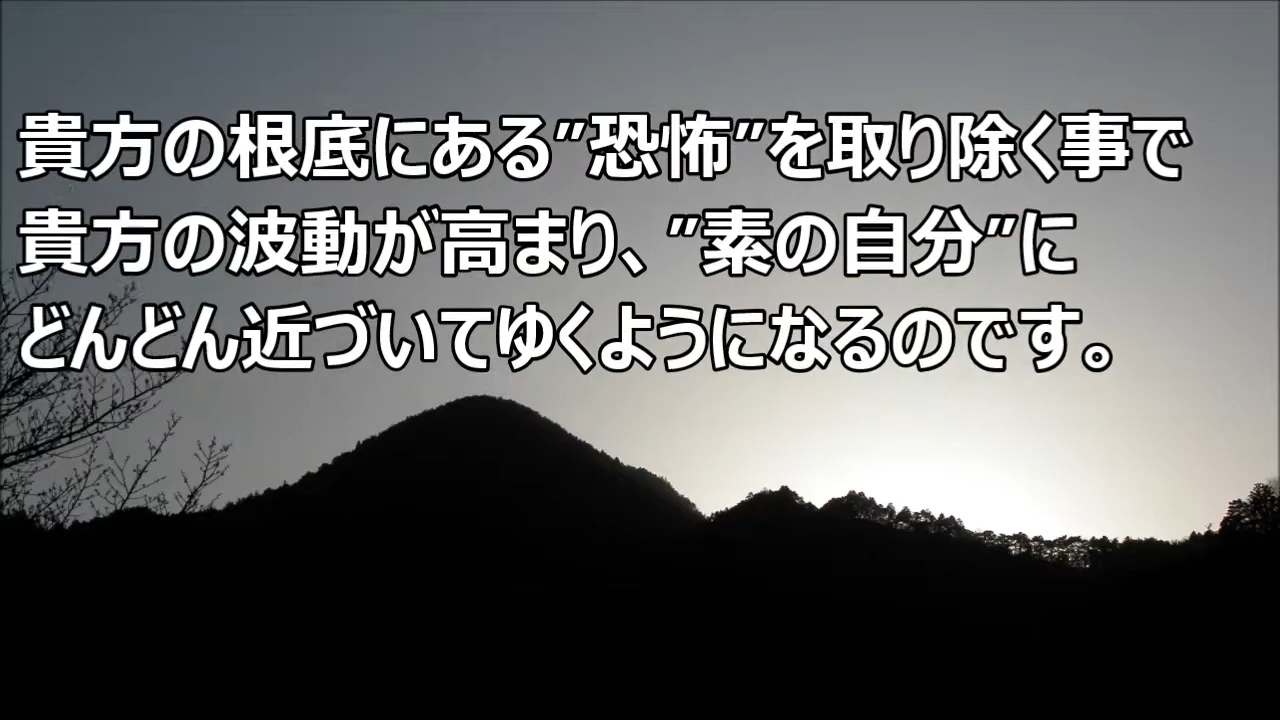 貴方の根底にある”恐怖”を取り除く事で
貴方の波動が高まり、”素の自分”に
どんどん近づいてゆくようになるのです。